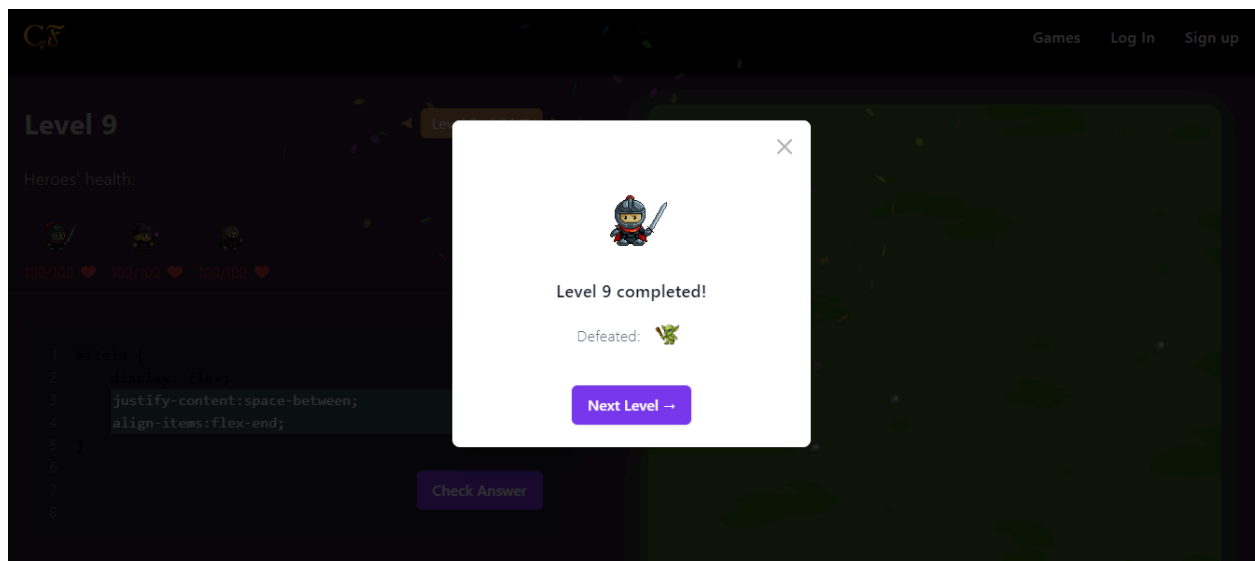 CF
Games Log In Sign up
Level 9
Heroes' health:
100/100 100/100 100/100
1 #field {
2 display: flex;
3 justify-content:space-between;
4 align-items:flex-end;
5 }
6
7
8
Check Answer
Level 9 completed!
Defeated:
Next Level →